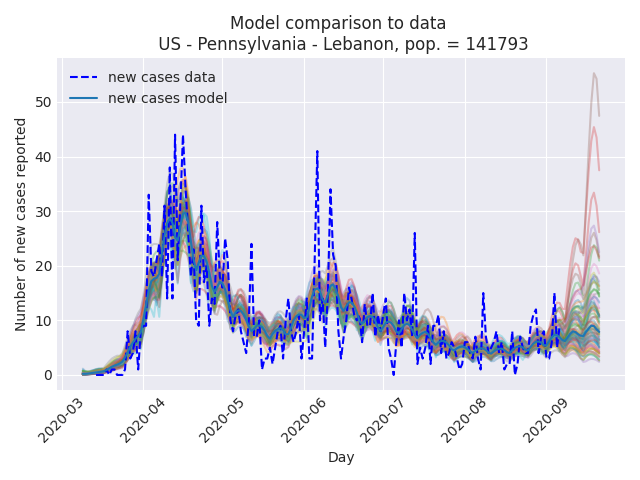 Model comparison to data
US - Pennsylvania - Lebanon, pop. = 141793
new cases data
new cases model
Number of new cases reported
50
40
30
20
10
0
2020-03
2020-04
2020-05
2020-06
2020-07
2020-08
2020-09
Day